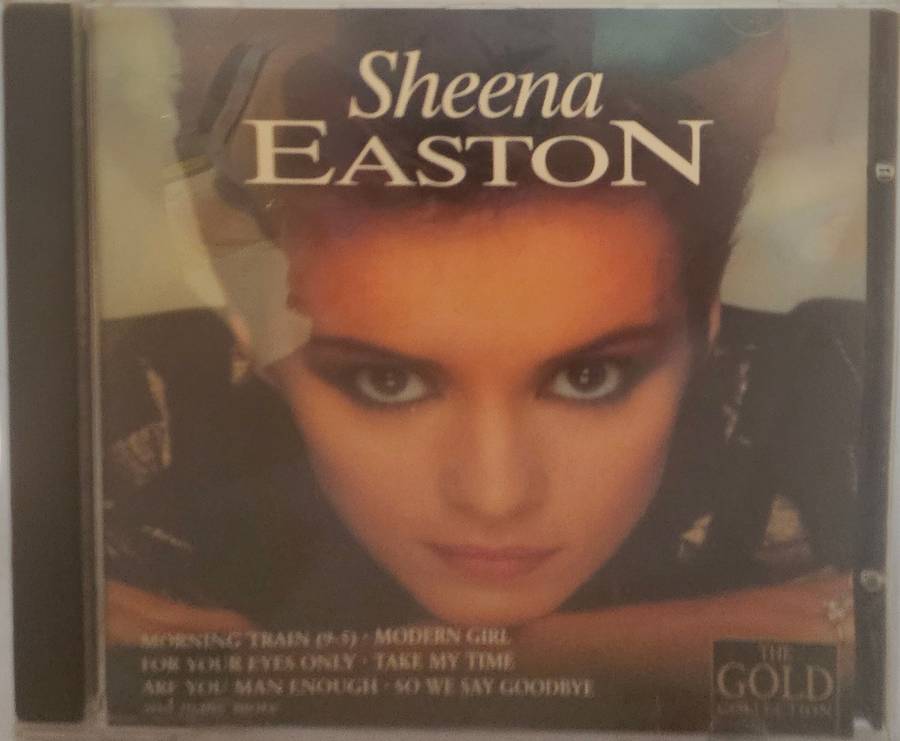 Sheena
EASTON
MORNING TRAIN (9-5) · MODERN GIRL
FOR YOUR EYES ONLY · TAKE MY TIME
ARE YOU MAN ENOUGH · SO WE SAY GOODBYE
and many more
THE
GOLD
COLLECTION